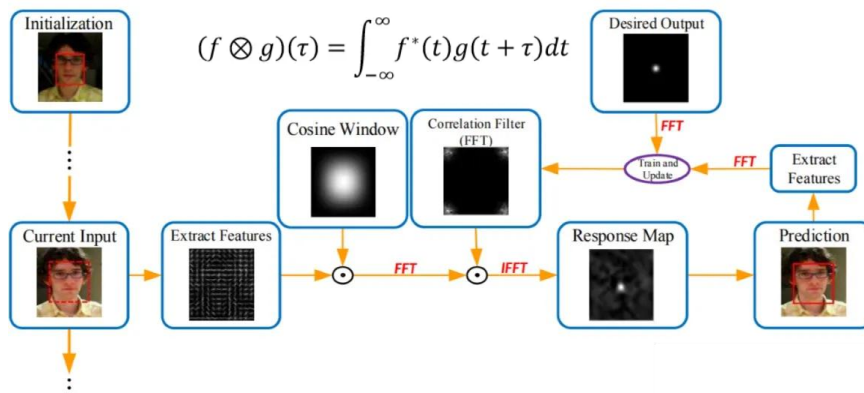 Initialization
(f ⊗ g)(τ) = ∫_{-∞}^{∞} f*(t)g(t + τ)dt
Desired Output
FFT
Cosine Window
Correlation Filter
(FFT)
Train and
Update
FFT
Extract
Features
Current Input
Extract Features
FFT
IFFT
Response Map
Prediction